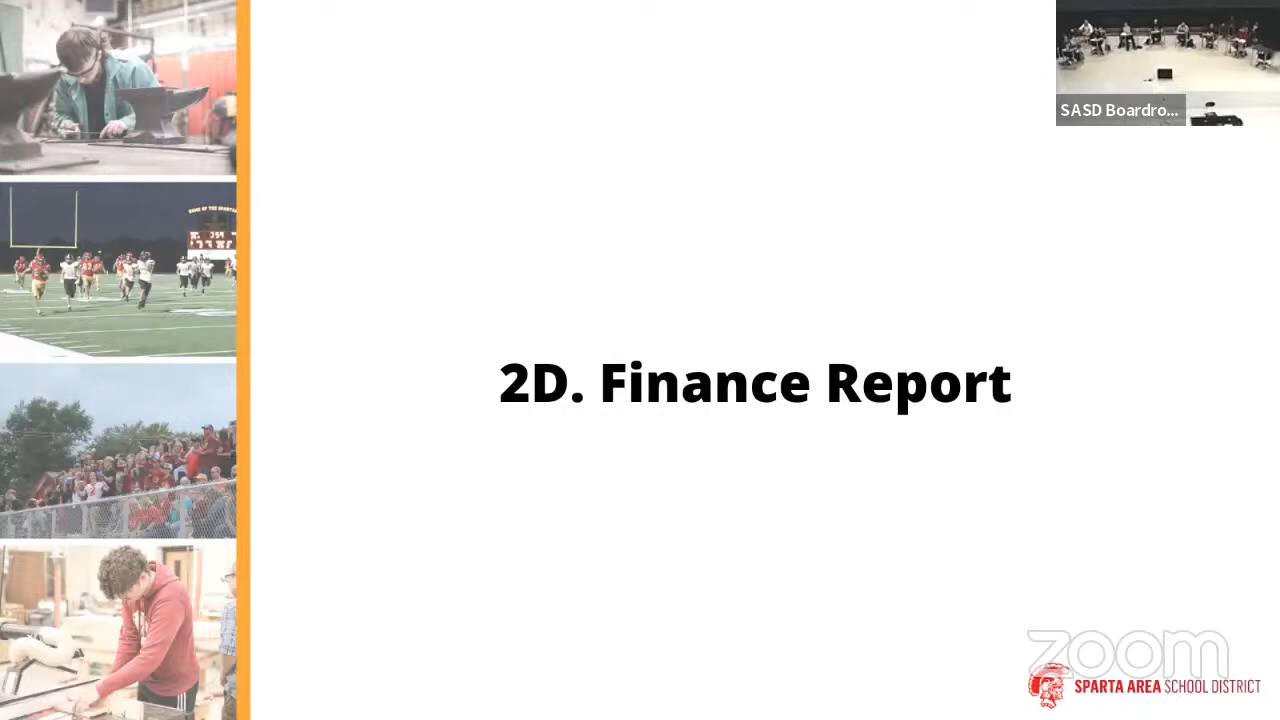 SASD Boardro...
2D. Finance Report
zoom
SPARTA AREA SCHOOL DISTRICT